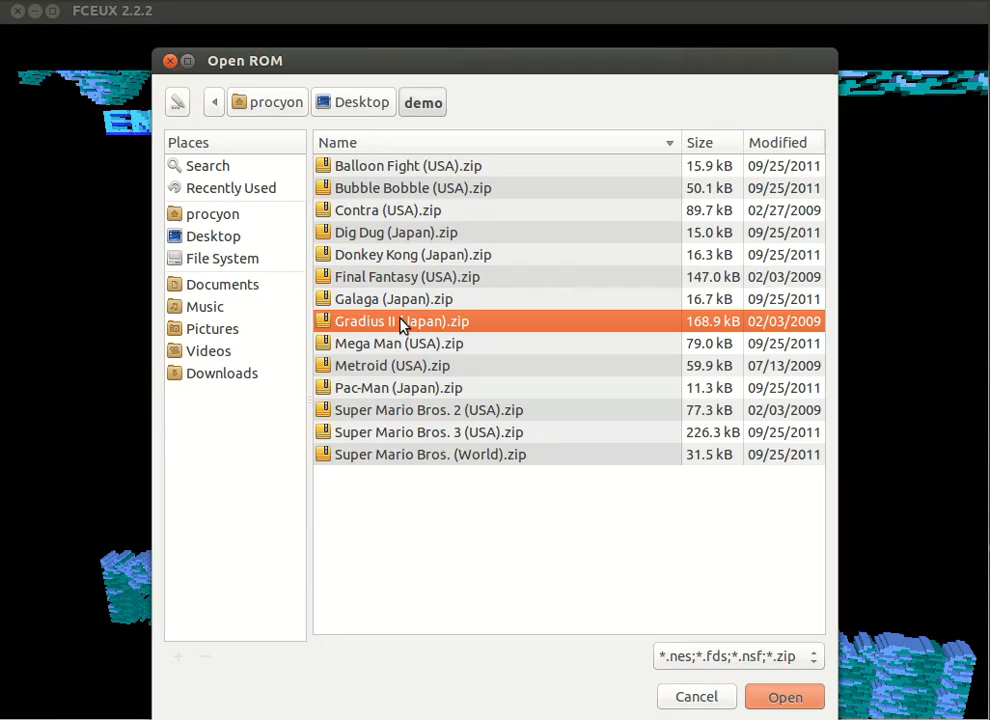 FCEUX 2.2.2
Open ROM
procyon Desktop demo
Places
Search
Recently Used
procyon
Desktop
File System
Documents
Music
Pictures
Videos
Downloads
Name Size Modified
Balloon Fight (USA).zip 15.9 kB 09/25/2011
Bubble Bobble (USA).zip 50.1 kB 09/25/2011
Contra (USA).zip 89.7 kB 02/27/2009
Dig Dug (Japan).zip 15.0 kB 09/25/2011
Donkey Kong (Japan).zip 16.3 kB 09/25/2011
Final Fantasy (USA).zip 147.0 kB 02/03/2009
Galaga (Japan).zip 16.7 kB 09/25/2011
Gradius II (Japan).zip 168.9 kB 02/03/2009
Mega Man (USA).zip 79.0 kB 09/25/2011
Metroid (USA).zip 59.9 kB 07/13/2009
Pac-Man (Japan).zip 11.3 kB 09/25/2011
Super Mario Bros. 2 (USA).zip 77.3 kB 02/03/2009
Super Mario Bros. 3 (USA).zip 226.3 kB 09/25/2011
Super Mario Bros. (World).zip 31.5 kB 09/25/2011
*.nes;*.fds;*.nsf;*.zip
Cancel Open